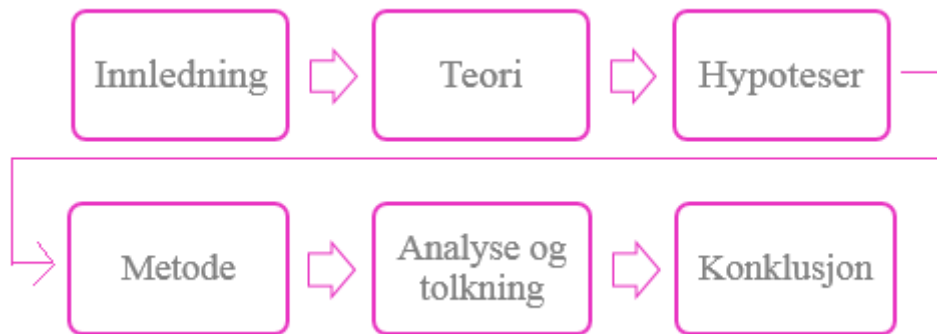 Innledning
Teori
Hypoteser
Metode
Analyse og
tolkning
Konklusjon